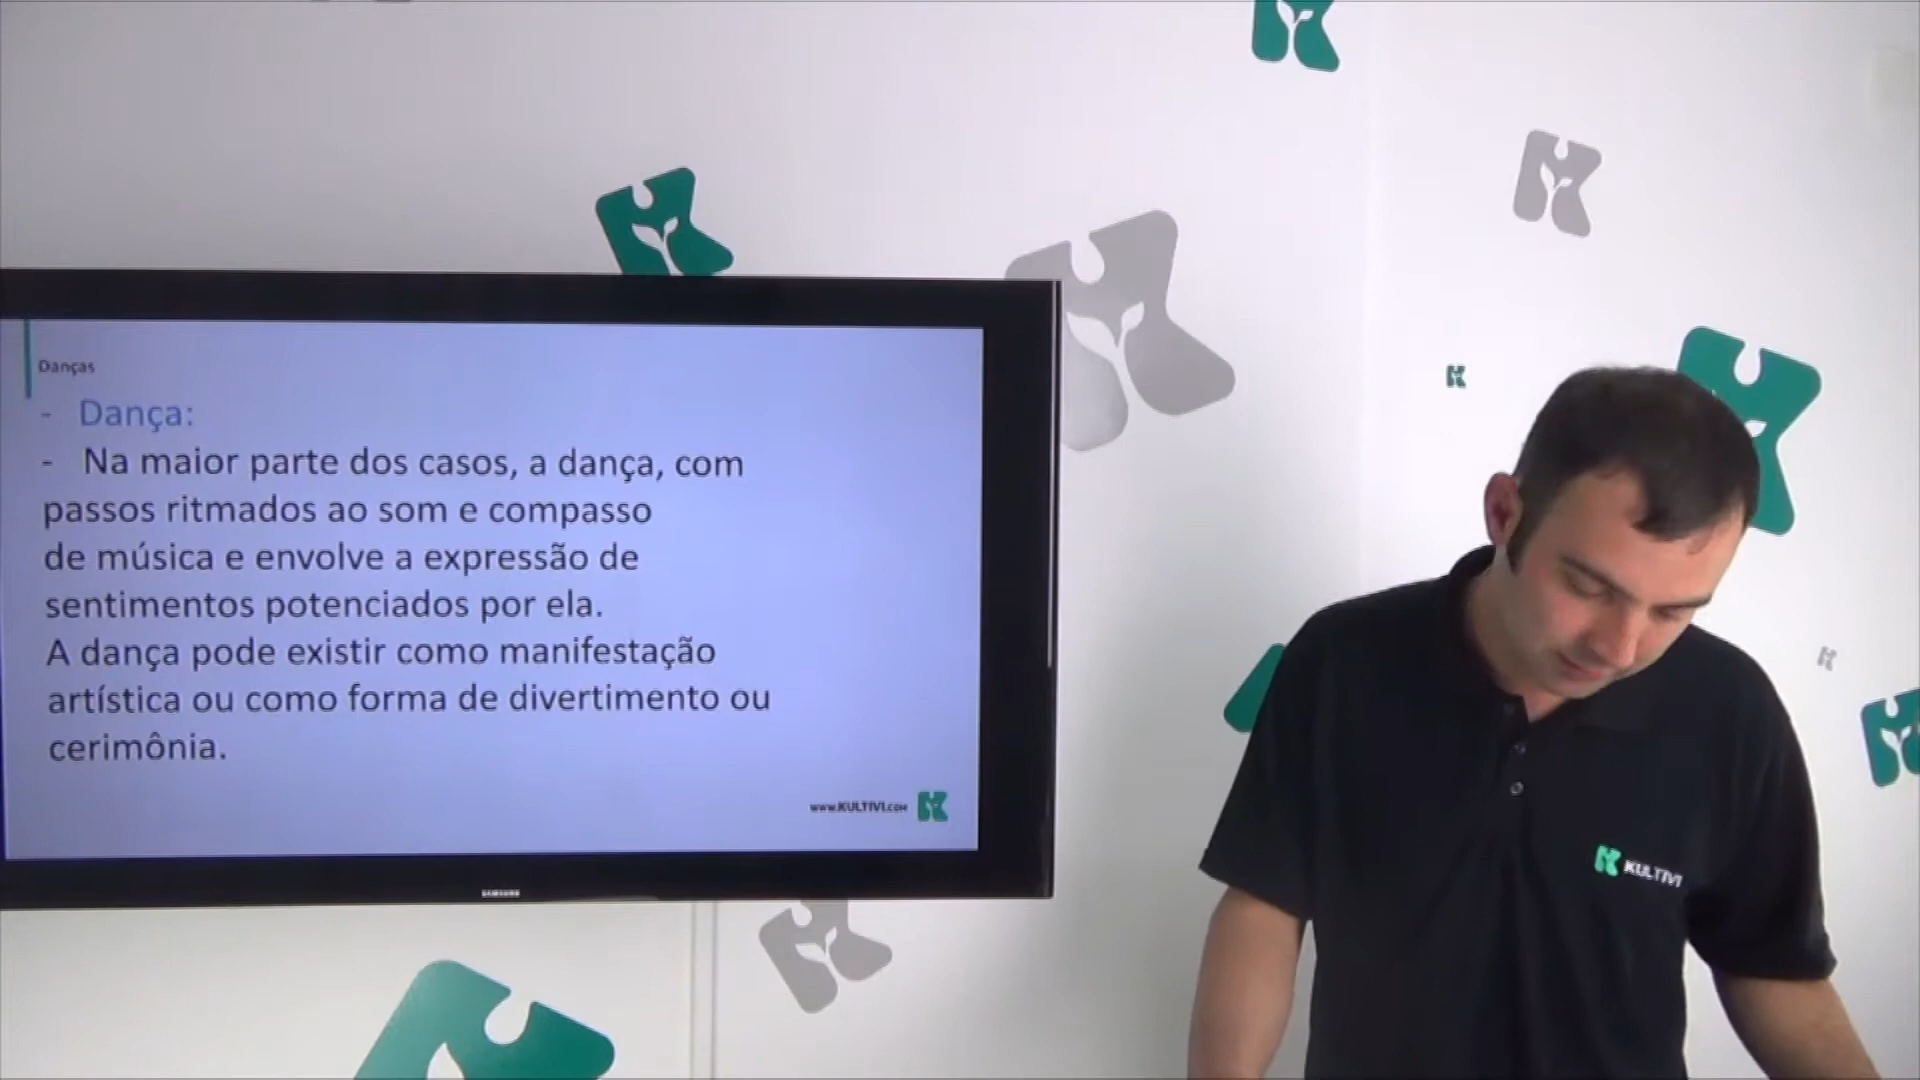 Danças
- Dança:
- Na maior parte dos casos, a dança, com
passos ritmados ao som e compasso
de música e envolve a expressão de
sentimentos potenciados por ela.
A dança pode existir como manifestação
artística ou como forma de divertimento ou
cerimônia.
www.KULTIVI.com
SAMSUNG
KULTIVI